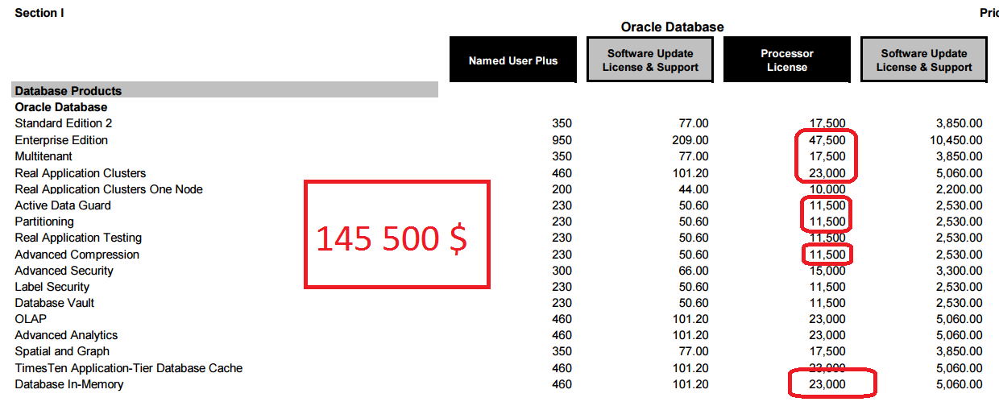 Section I Pric
Oracle Database
Named User Plus Software Update License & Support Processor License Software Update License & Support
Database Products
Oracle Database
Standard Edition 2 350 77.00 17,500 3,850.00
Enterprise Edition 950 209.00 47,500 10,450.00
Multitenant 350 77.00 17,500 3,850.00
Real Application Clusters 460 101.20 23,000 5,060.00
Real Application Clusters One Node 200 44.00 10,000 2,200.00
Active Data Guard 230 50.60 11,500 2,530.00
Partitioning 230 50.60 11,500 2,530.00
145 500 $
Real Application Testing 230 50.60 11,500 2,530.00
Advanced Compression 230 50.60 11,500 2,530.00
Advanced Security 300 66.00 15,000 3,300.00
Label Security 230 50.60 11,500 2,530.00
Database Vault 230 50.60 11,500 2,530.00
OLAP 460 101.20 23,000 5,060.00
Advanced Analytics 460 101.20 23,000 5,060.00
Spatial and Graph 350 77.00 17,500 3,850.00
TimesTen Application-Tier Database Cache 460 101.20 23,000 5,060.00
Database In-Memory 460 101.20 23,000 5,060.00